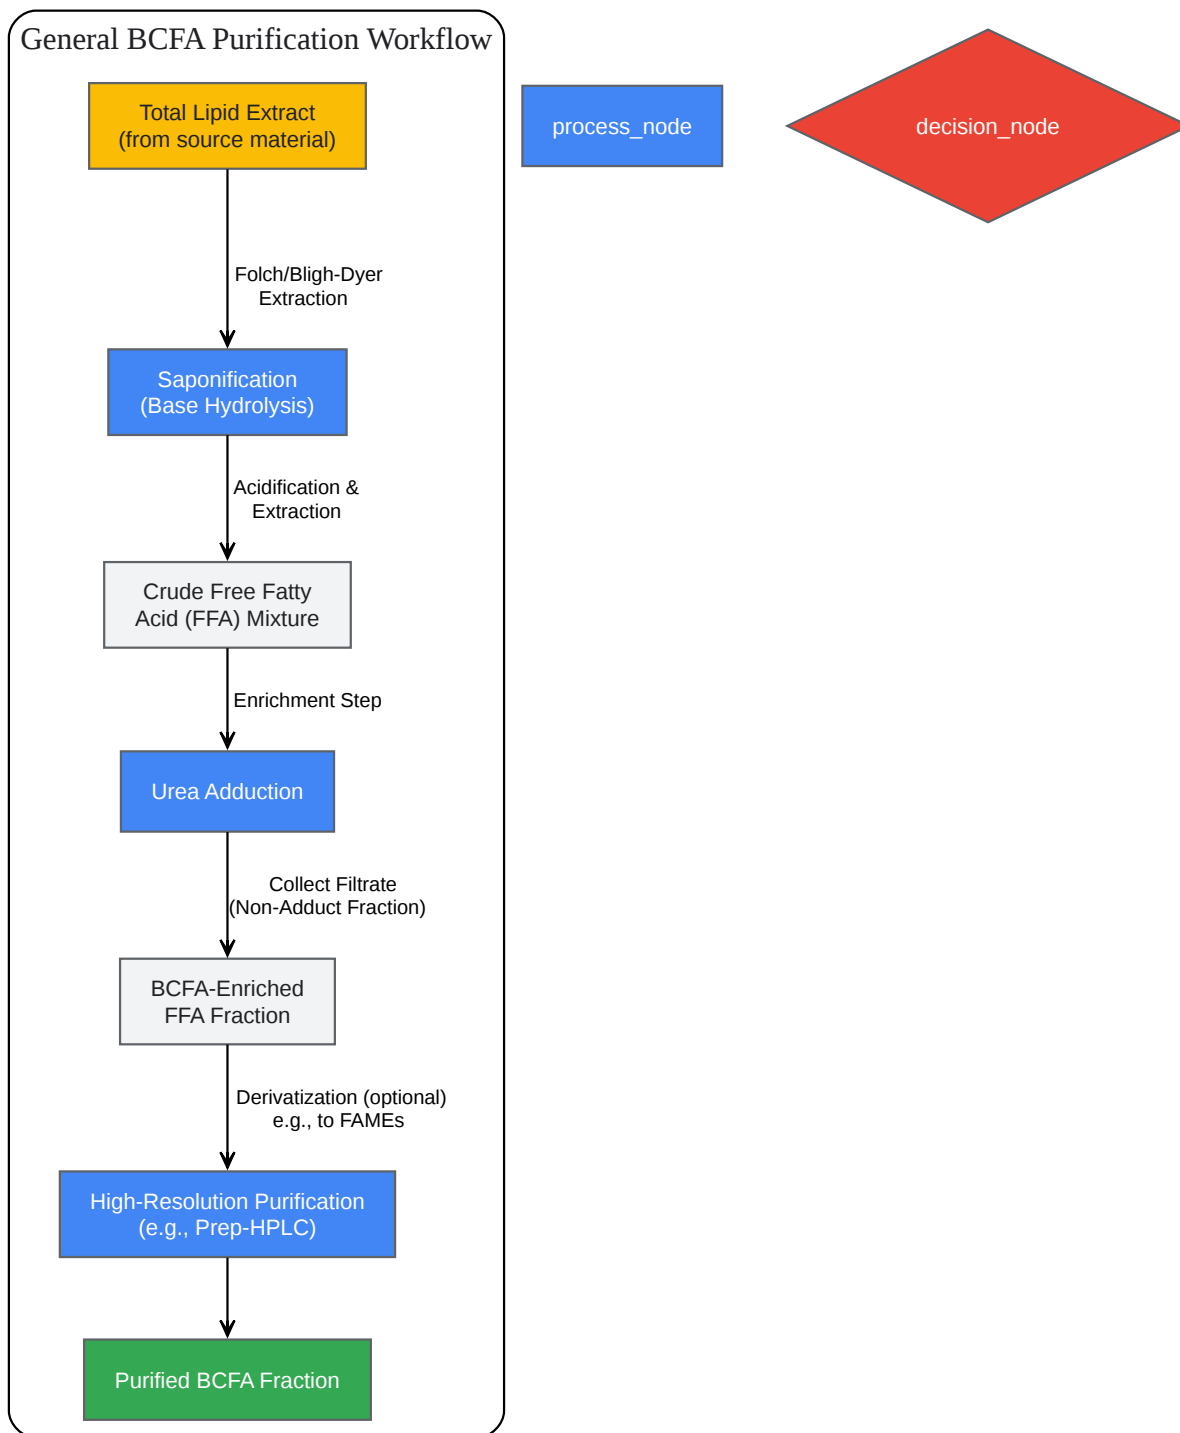 General BCFA Purification Workflow
Total Lipid Extract
(from source material)
process_node
decision_node
Folch/Bligh-Dyer
Extraction
Saponification
(Base Hydrolysis)
Acidification &
Extraction
Crude Free Fatty
Acid (FFA) Mixture
Enrichment Step
Urea Adduction
Collect Filtrate
(Non-Adduct Fraction)
BCFA-Enriched
FFA Fraction
Derivatization (optional)
e.g., to FAMEs
High-Resolution Purification
(e.g., Prep-HPLC)
Purified BCFA Fraction